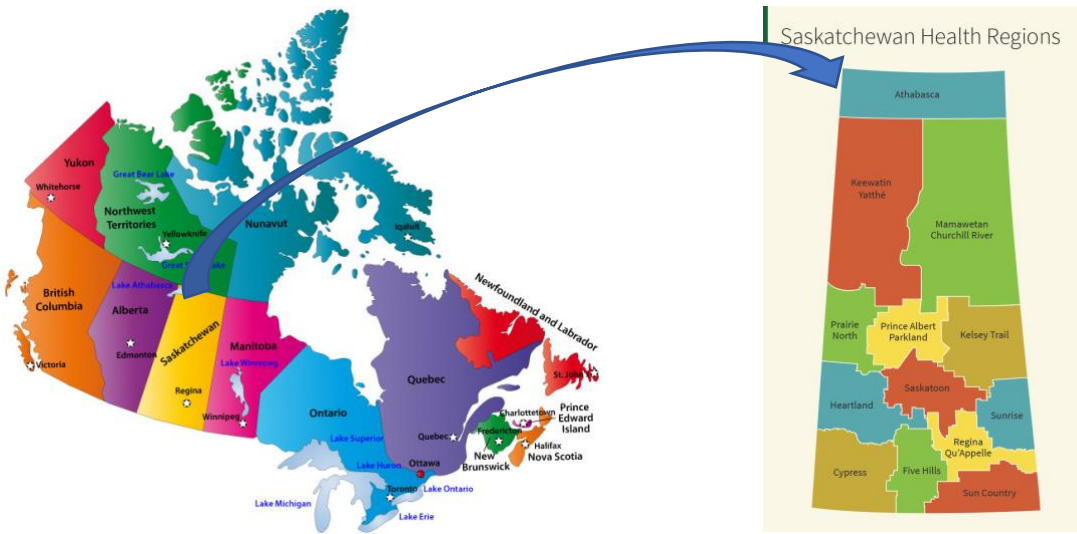 Yukon
Whitehorse
Great Bear Lake
Northwest
Territories
Yellowknife
Nunavut
Iqaluit
Lake Athabasca
British
Columbia
Alberta
Saskatchewan
Manitoba
Lake Winnipeg
Edmonton
Victoria
Regina
Winnipeg
Ontario
Quebec
Newfoundland and Labrador
St. John's
Charlottetown
Prince
Edward
Island
Fredericton
Halifax
Nova Scotia
New
Brunswick
Quebec
Ottawa
Toronto
Lake Superior
Lake Huron
Lake Ontario
Lake Michigan
Lake Erie
Saskatchewan Health Regions
Athabasca
Keewatin
Yatthé
Mamawetan
Churchill River
Prairie
North
Prince Albert
Parkland
Kelsey Trail
Saskatoon
Heartland
Sunrise
Regina
Qu'Appelle
Cypress
Five Hills
Sun Country